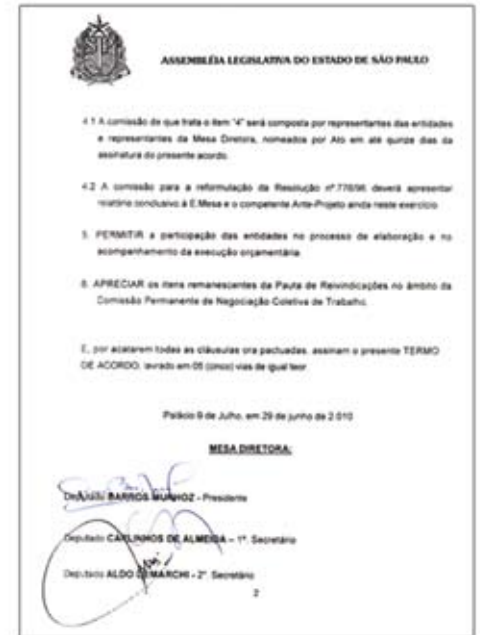 ASSEMBLÉIA LEGISLATIVA DO ESTADO DE SÃO PAULO
4.1 A comissão de que trata o item "4" será composta por representantes das entidades
e representantes da Mesa Diretora, nomeados por Ato em até quinze dias da
assinatura do presente acordo.
4.2 A comissão para a reformulação da Resolução nº.776/96 deverá apresentar
relatório conclusivo à E.Mesa e o competente Ante-Projeto ainda neste exercício
5. PERMITIR a participação das entidades no processo de elaboração e no
acompanhamento da execução orçamentária
6. APRECIAR os itens remanescentes da Pauta de Reivindicações no âmbito da
Comissão Permanente de Negociação Coletiva de Trabalho.
E, por acatarem todas as cláusulas ora pactuadas, assinam o presente TERMO
DE ACORDO, lavrado em 05 (cinco) vias de igual teor
Palácio 9 de Julho, em 29 de junho de 2.010
MESA DIRETORA:
Deputado BARROS MUNHOZ - Presidente
Deputado CARLINHOS DE ALMEIDA – 1º. Secretário
Deputado ALDO DEMARCHI - 2º. Secretário
2